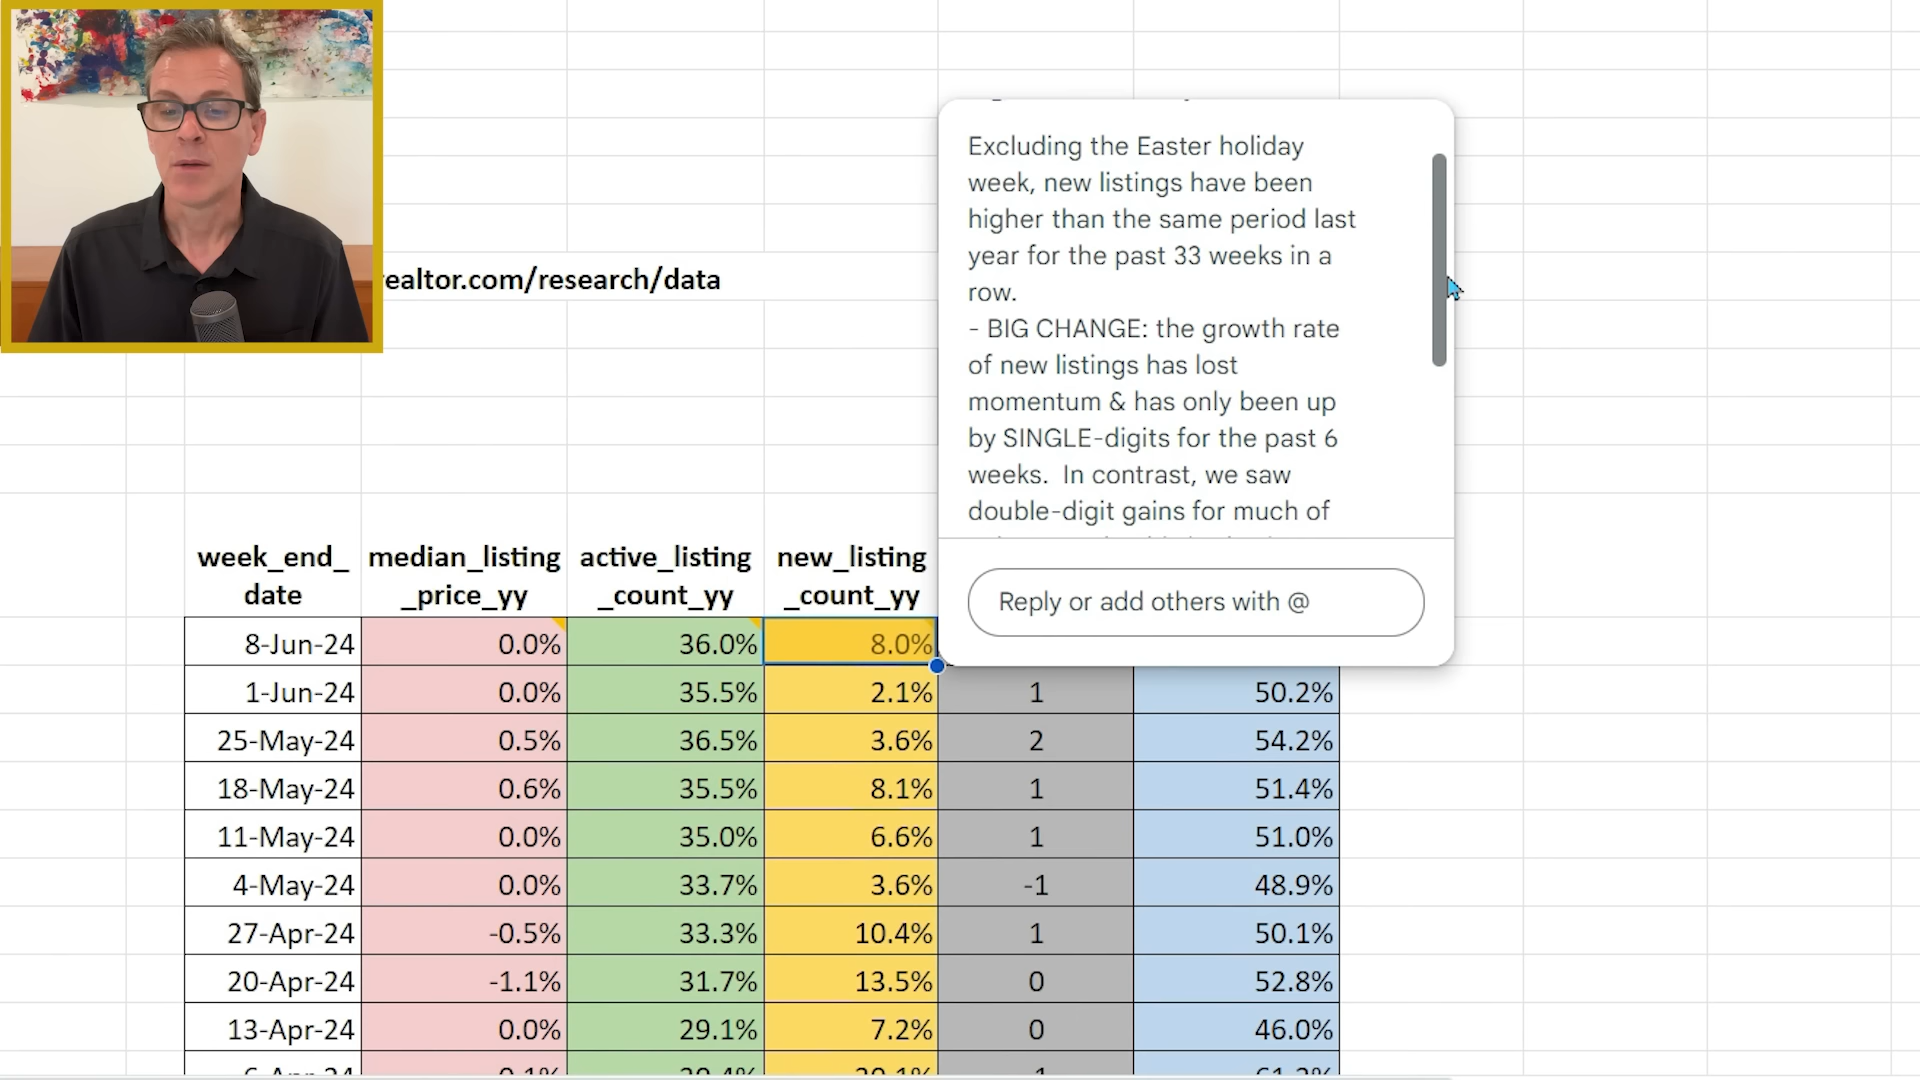 realtor.com/research/data
Excluding the Easter holiday
week, new listings have been
higher than the same period last
year for the past 33 weeks in a
row.
- BIG CHANGE: the growth rate
of new listings has lost
momentum & has only been up
by SINGLE-digits for the past 6
weeks.  In contrast, we saw
double-digit gains for much of
Reply or add others with @
week_end_ median_listing active_listing new_listing
date _price_yy _count_yy _count_yy
8-Jun-24 0.0% 36.0% 8.0%
1-Jun-24 0.0% 35.5% 2.1% 1 50.2%
25-May-24 0.5% 36.5% 3.6% 2 54.2%
18-May-24 0.6% 35.5% 8.1% 1 51.4%
11-May-24 0.0% 35.0% 6.6% 1 51.0%
4-May-24 0.0% 33.7% 3.6% -1 48.9%
27-Apr-24 -0.5% 33.3% 10.4% 1 50.1%
20-Apr-24 -1.1% 31.7% 13.5% 0 52.8%
13-Apr-24 0.0% 29.1% 7.2% 0 46.0%